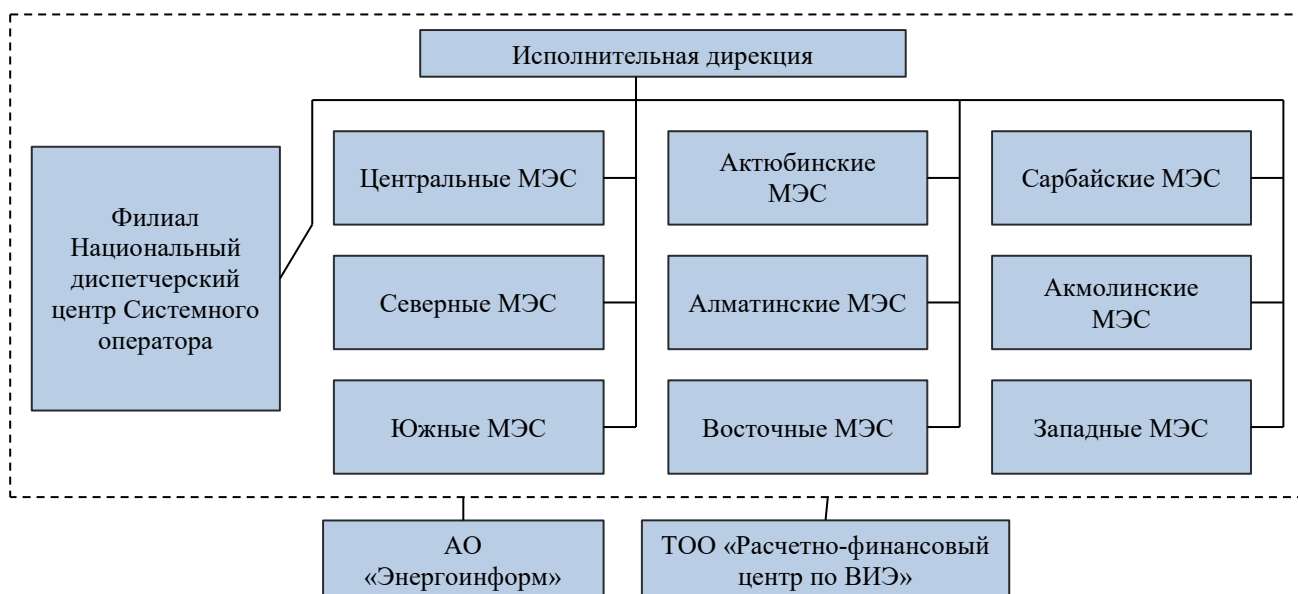 Исполнительная дирекция
Филиал
Национальный
диспетчерский
центр Системного
оператора
Центральные МЭС
Актюбинские
МЭС
Сарбайские МЭС
Северные МЭС
Алматинские МЭС
Акмолинские
МЭС
Южные МЭС
Восточные МЭС
Западные МЭС
АО
«Энергоинформ»
ТОО «Расчетно-финансовый
центр по ВИЭ»